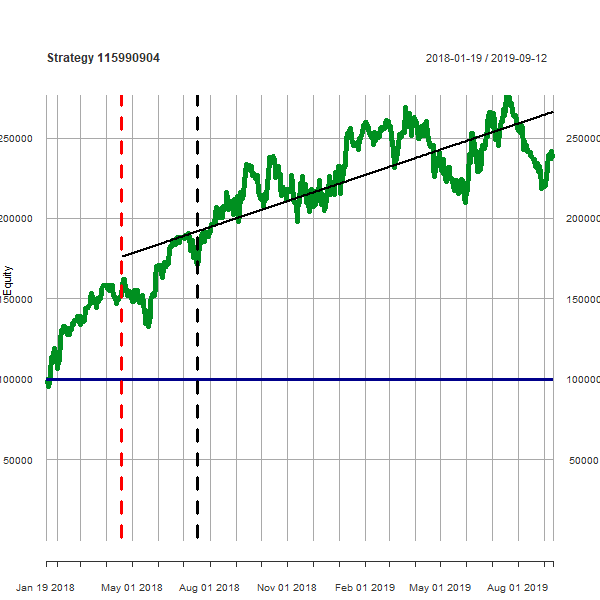 Strategy 115990904
2018-01-19 / 2019-09-12
250000 250000
200000 200000
Equity
150000 150000
100000 100000
50000 50000
Jan 19 2018 May 01 2018 Aug 01 2018 Nov 01 2018 Feb 01 2019 May 01 2019 Aug 01 2019